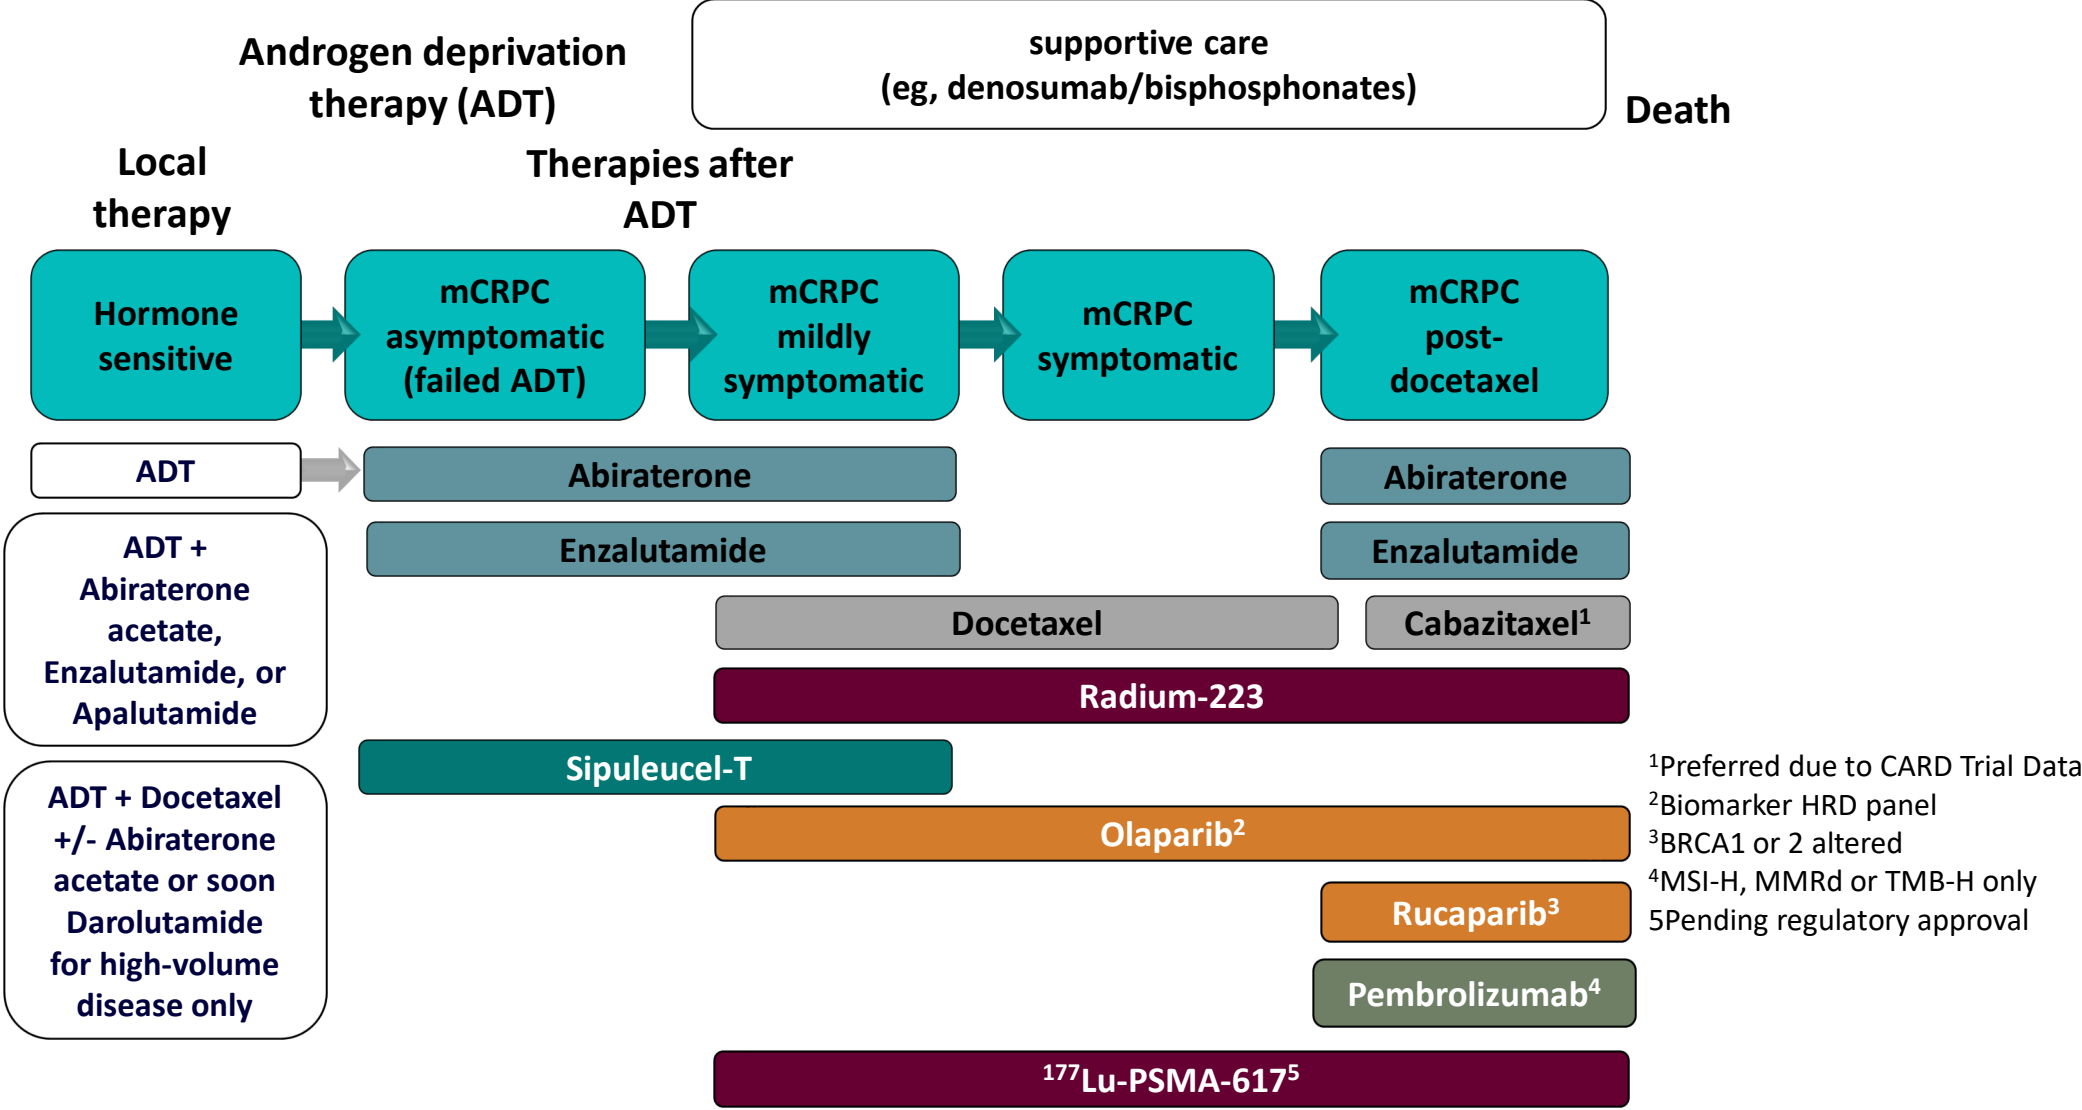 Androgen deprivation
therapy (ADT)
supportive care
(eg, denosumab/bisphosphonates)
Death
Local
therapy
Therapies after
ADT
Hormone
sensitive
mCRPC
asymptomatic
(failed ADT)
mCRPC
mildly
symptomatic
mCRPC
symptomatic
mCRPC
post-
docetaxel
ADT
Abiraterone
Abiraterone
ADT +
Abiraterone
acetate,
Enzalutamide, or
Apalutamide
Enzalutamide
Enzalutamide
Docetaxel
Cabazitaxel¹
Radium-223
Sipuleucel-T
ADT + Docetaxel
+/- Abiraterone
acetate or soon
Darolutamide
for high-volume
disease only
Olaparib²
Rucaparib³
Pembrolizumab⁴
¹⁷⁷Lu-PSMA-617⁵
¹Preferred due to CARD Trial Data
²Biomarker HRD panel
³BRCA1 or 2 altered
⁴MSI-H, MMRd or TMB-H only
5Pending regulatory approval